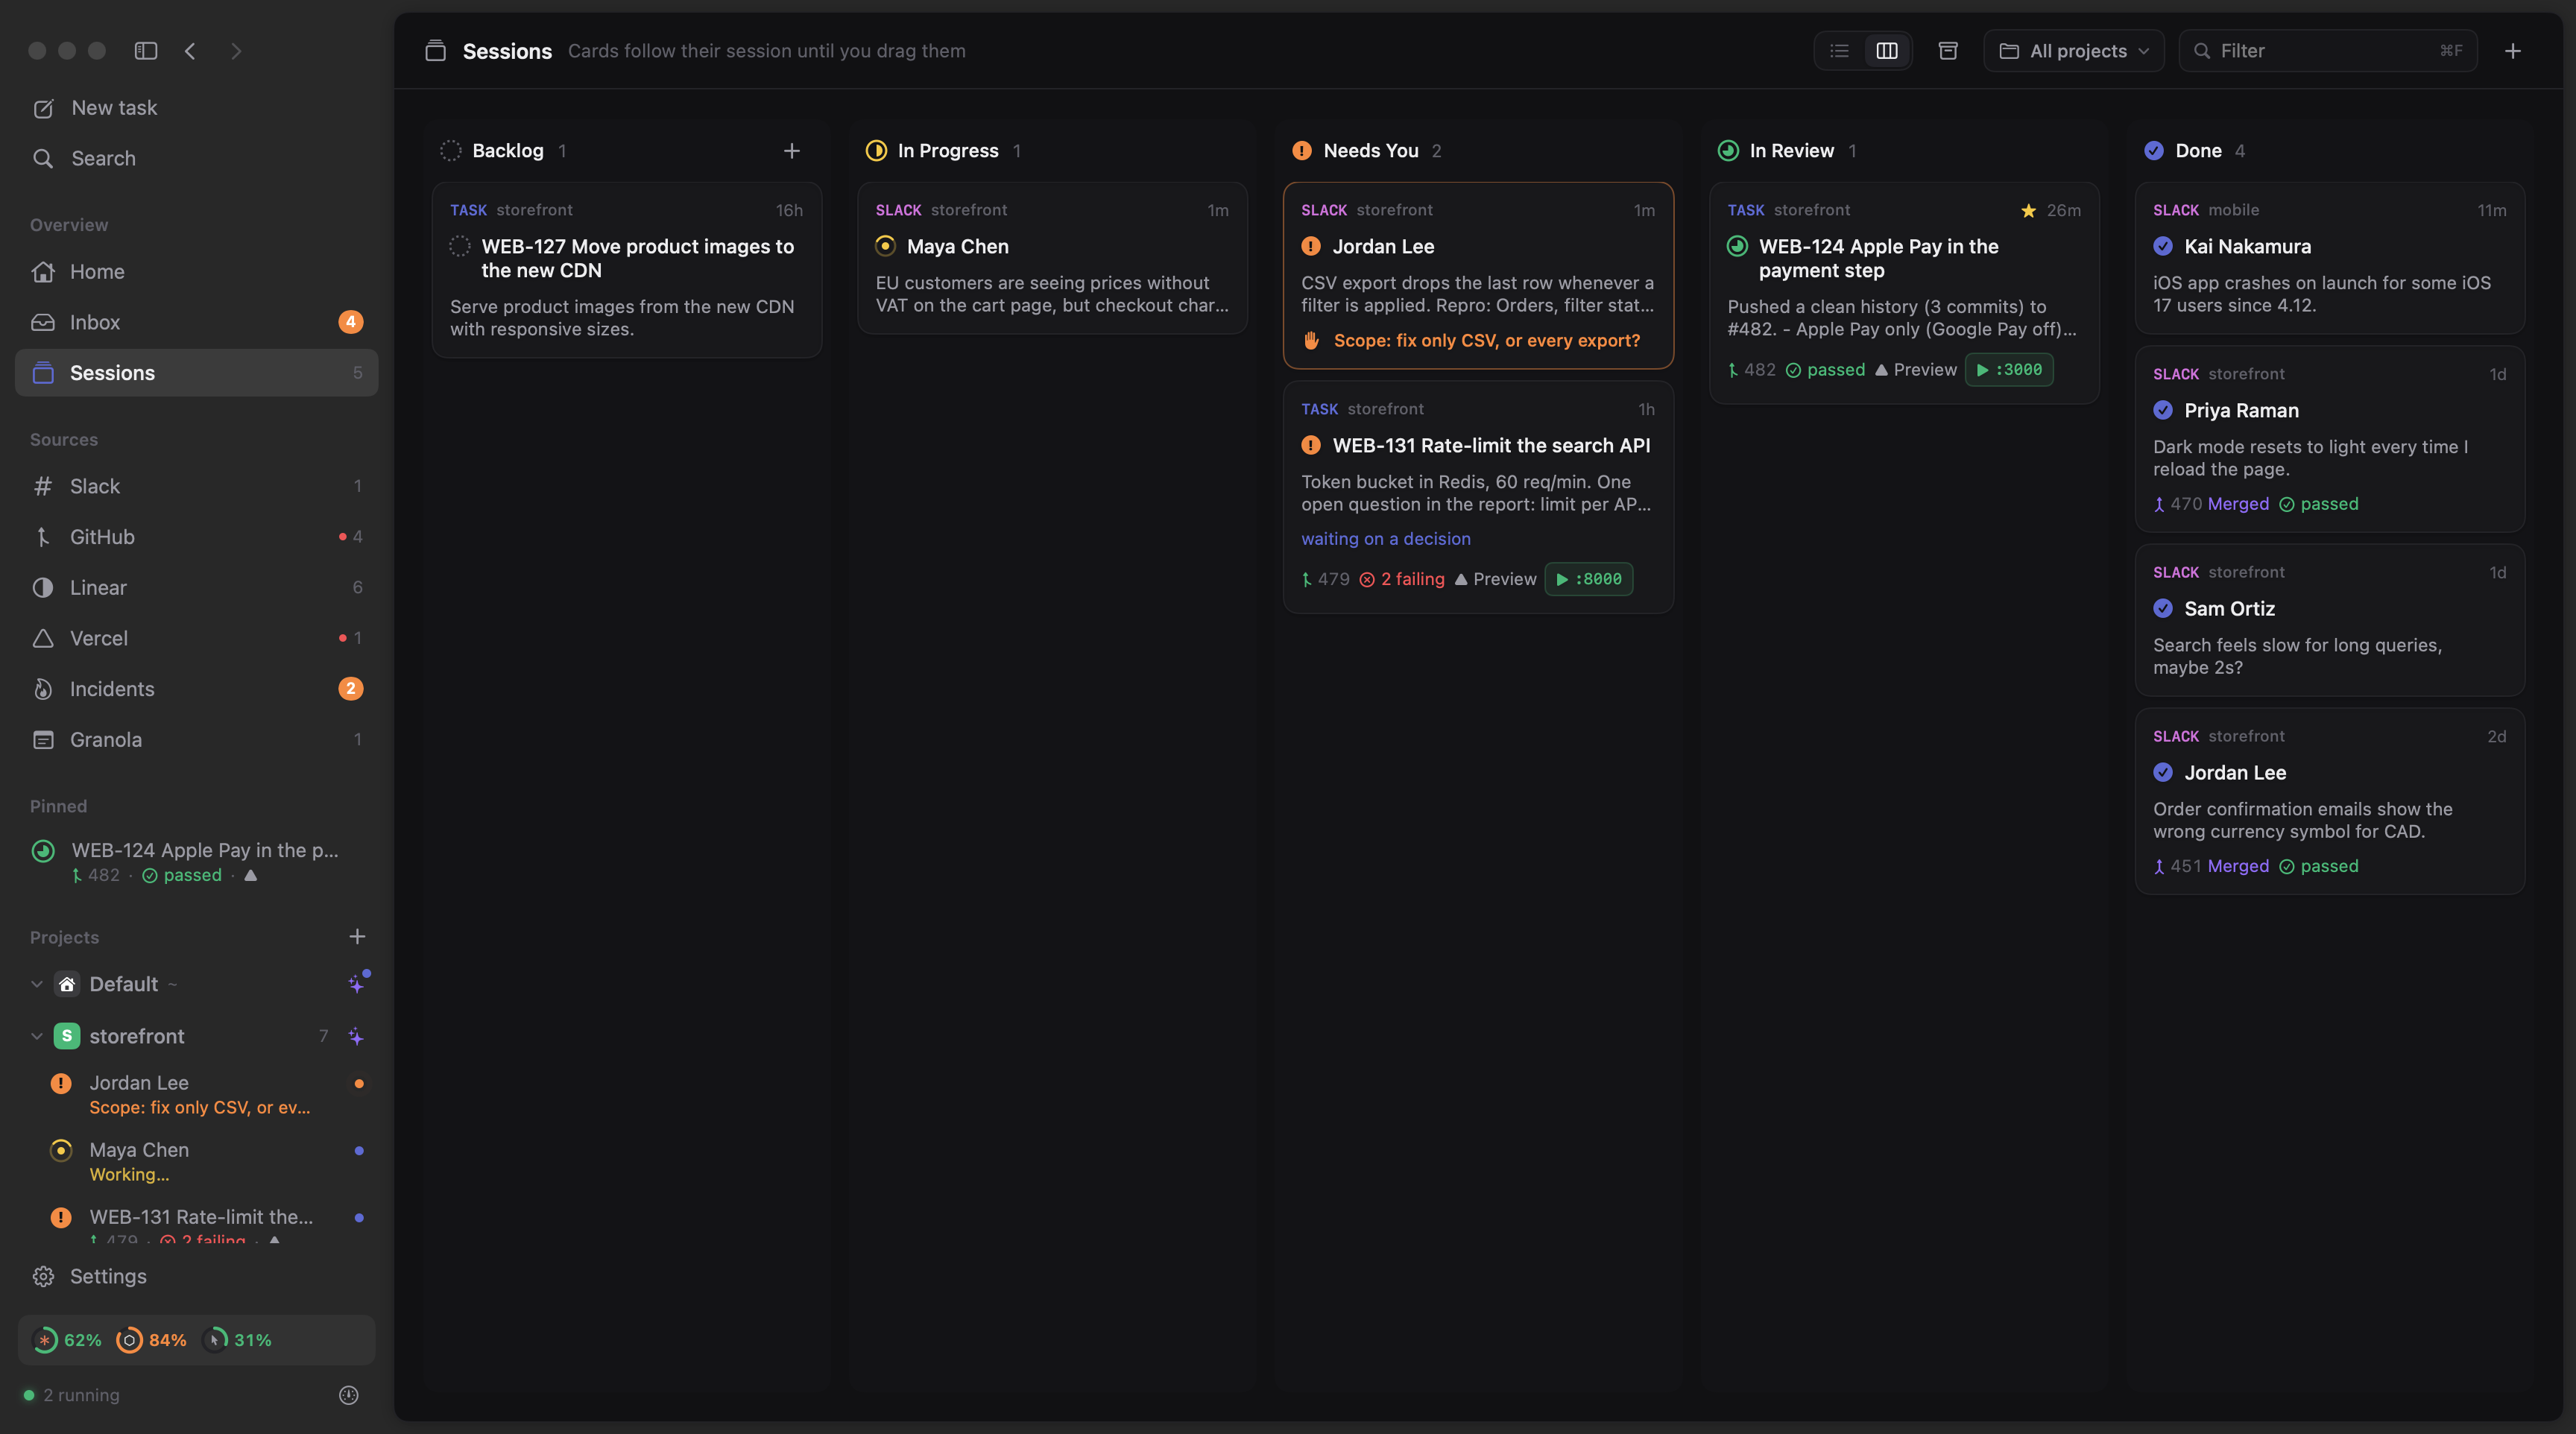 New task
Search
Overview
Home
Inbox 4
Sessions 5
Sources
Slack 1
GitHub 4
Linear 6
Vercel 1
Incidents 2
Granola 1
Pinned
WEB-124 Apple Pay in the p...
482 · passed ·
Projects
Default ~
S storefront 7
Jordan Lee
Scope: fix only CSV, or ev...
Maya Chen
Working...
WEB-131 Rate-limit the...
479 · 2 failing ·
Settings
62% 84% 31%
2 running
Sessions Cards follow their session until you drag them
All projects
Filter ⌘F
Backlog 1
TASK storefront 16h
WEB-127 Move product images to
the new CDN
Serve product images from the new CDN
with responsive sizes.
In Progress 1
SLACK storefront 1m
Maya Chen
EU customers are seeing prices without
VAT on the cart page, but checkout char...
Needs You 2
SLACK storefront 1m
Jordan Lee
CSV export drops the last row whenever a
filter is applied. Repro: Orders, filter stat...
Scope: fix only CSV, or every export?
TASK storefront 1h
WEB-131 Rate-limit the search API
Token bucket in Redis, 60 req/min. One
open question in the report: limit per AP...
waiting on a decision
479 2 failing Preview :8000
In Review 1
TASK storefront 26m
WEB-124 Apple Pay in the
payment step
Pushed a clean history (3 commits) to
#482. - Apple Pay only (Google Pay off)...
482 passed Preview :3000
Done 4
SLACK mobile 11m
Kai Nakamura
iOS app crashes on launch for some iOS
17 users since 4.12.
SLACK storefront 1d
Priya Raman
Dark mode resets to light every time I
reload the page.
470 Merged passed
SLACK storefront 1d
Sam Ortiz
Search feels slow for long queries,
maybe 2s?
SLACK storefront 2d
Jordan Lee
Order confirmation emails show the
wrong currency symbol for CAD.
451 Merged passed